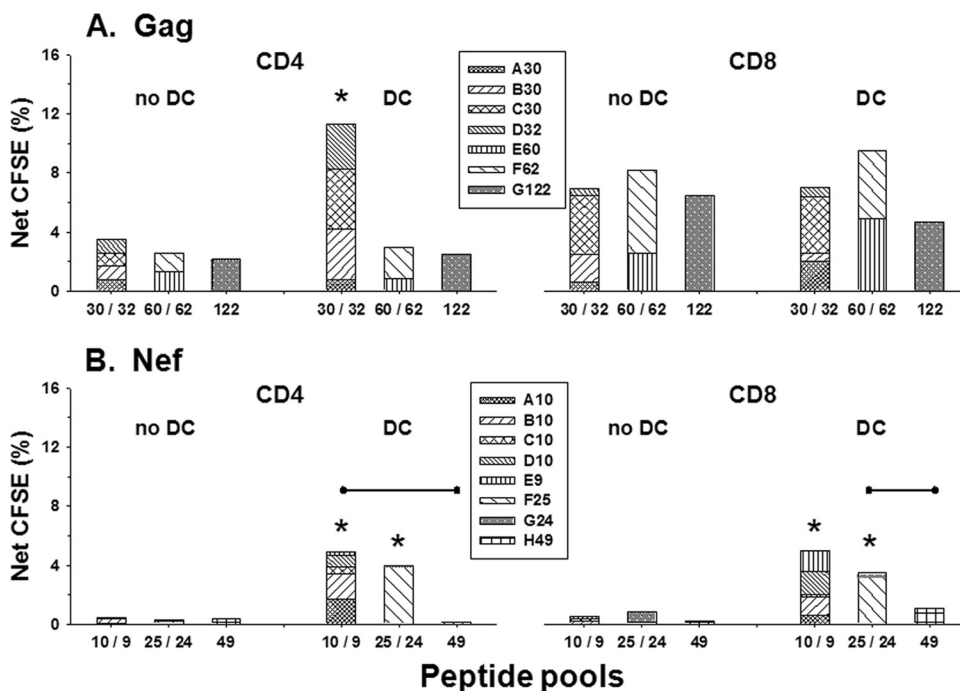 A. Gag
CD4
CD8
no DC
DC
no DC
DC
*
A30
B30
C30
D32
E60
F62
G122
Net CFSE (%)
16
12
8
4
0
30 / 32 60 / 62 122
30 / 32 60 / 62 122
30 / 32 60 / 62 122
30 / 32 60 / 62 122
B. Nef
CD4
CD8
no DC
DC
no DC
DC
A10
B10
C10
D10
E9
F25
G24
H49
* *
* *
Net CFSE (%)
16
12
8
4
0
10 / 9 25 / 24 49
10 / 9 25 / 24 49
10 / 9 25 / 24 49
10 / 9 25 / 24 49
Peptide pools